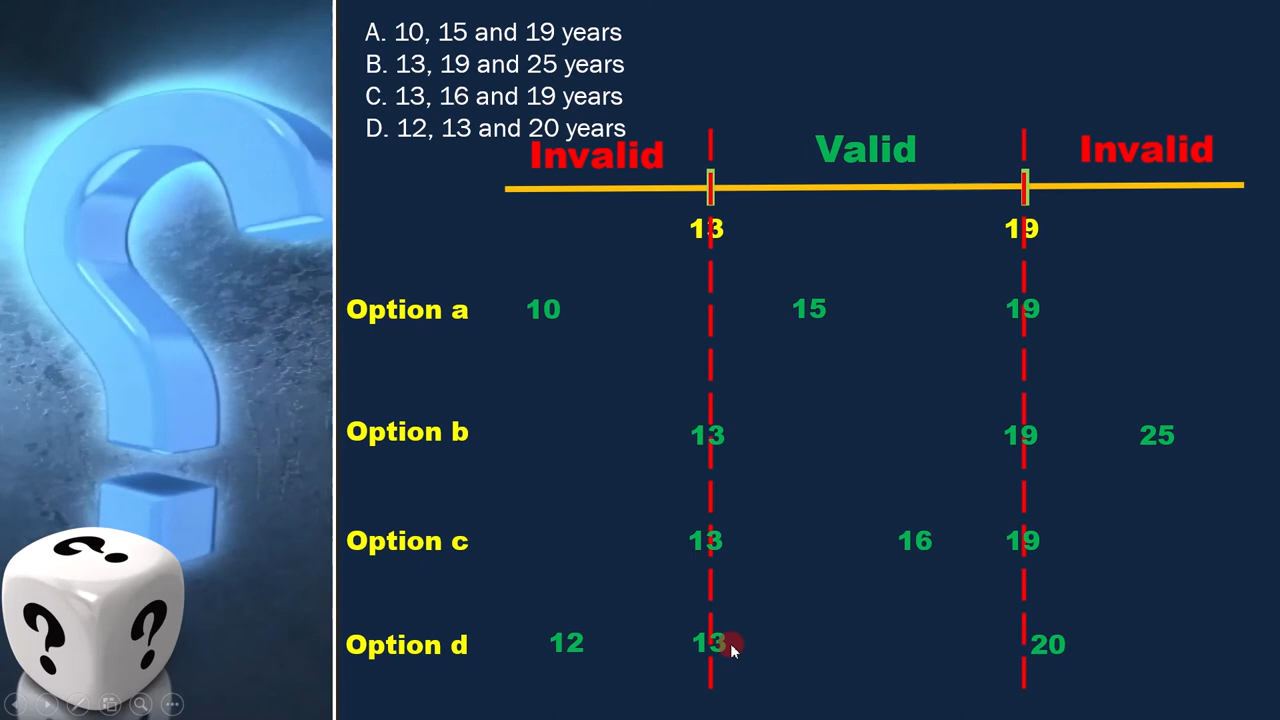 A. 10, 15 and 19 years
B. 13, 19 and 25 years
C. 13, 16 and 19 years
D. 12, 13 and 20 years
Invalid Valid Invalid
13 19
Option a 10 15 19
Option b 13 19 25
Option c 13 16 19
Option d 12 13 20
? ? ?